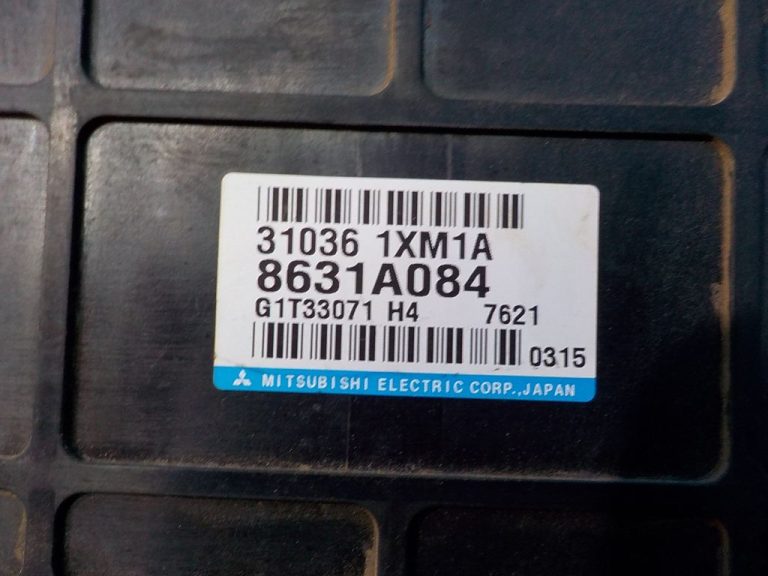 31036 1XM1A
8631A084
G1T33071 H4 7621
0315
MITSUBISHI ELECTRIC CORP.,JAPAN